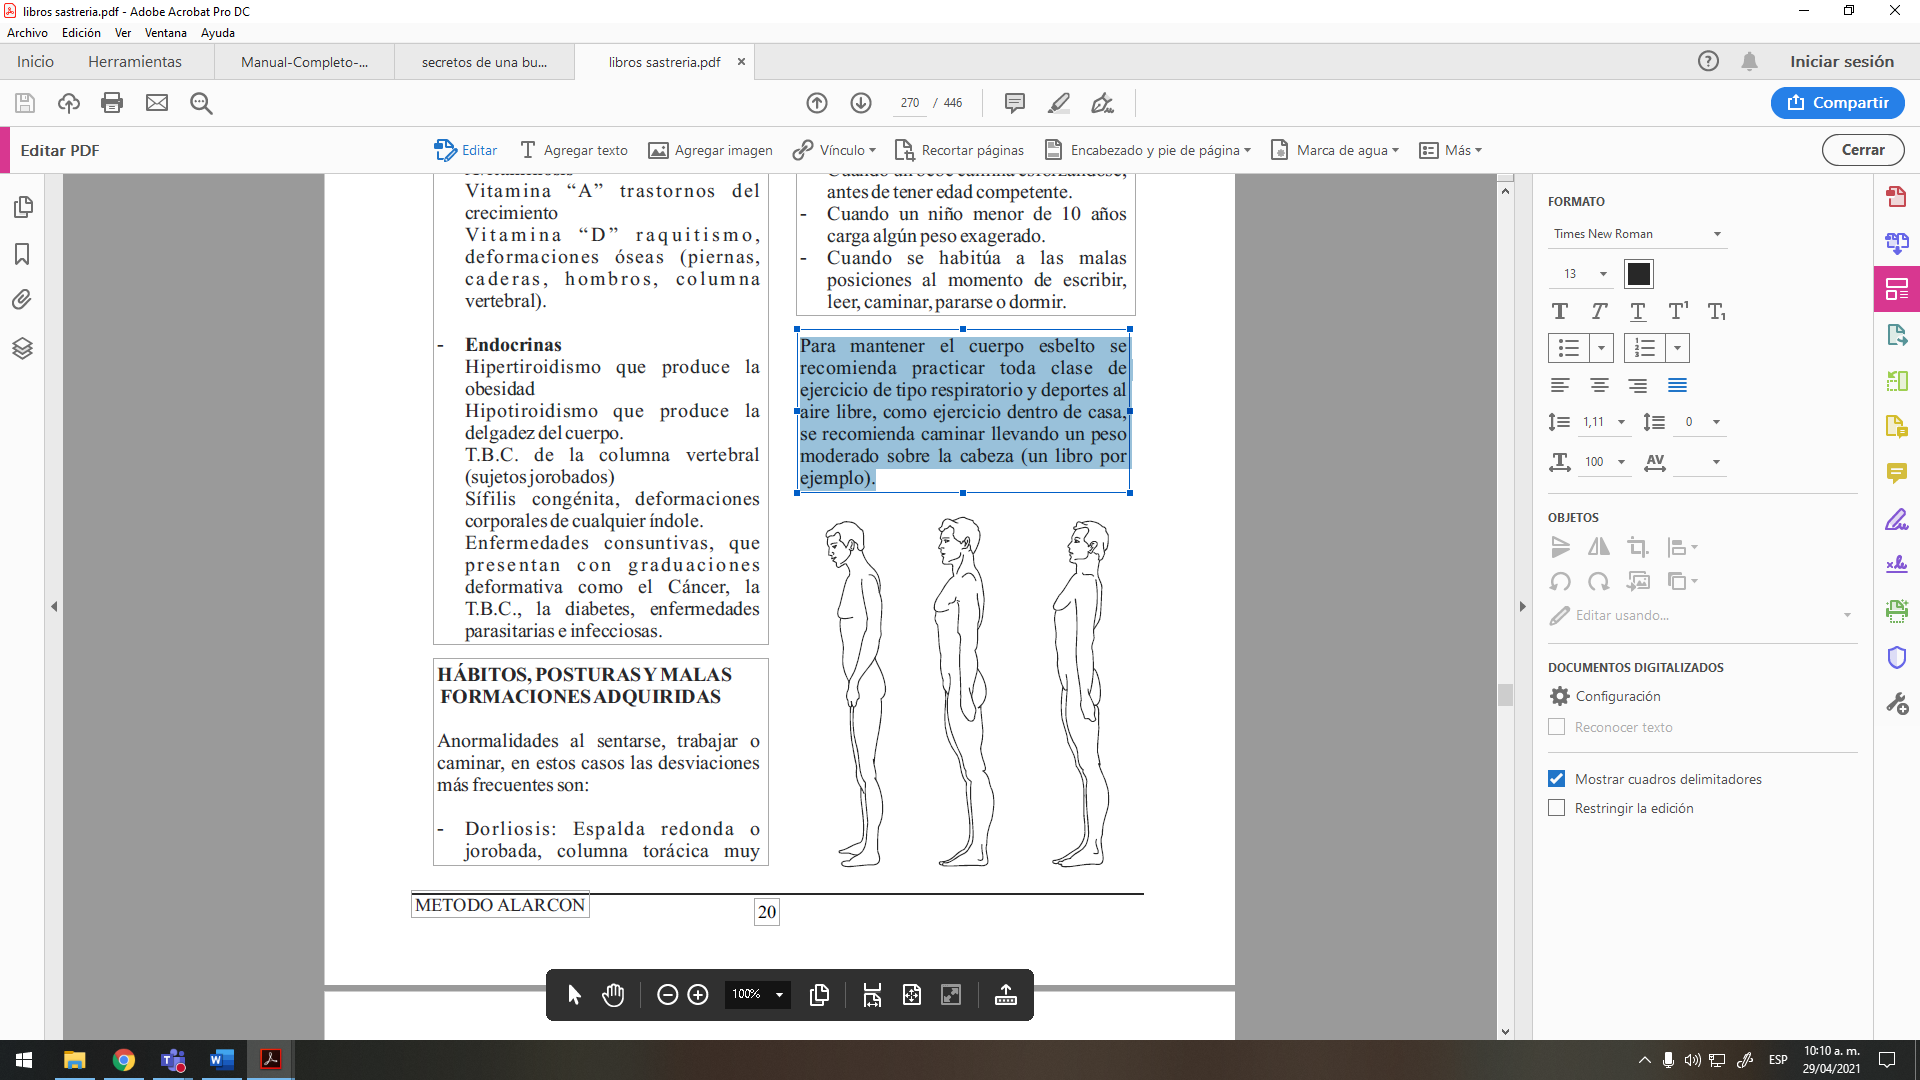 libros sastreria.pdf - Adobe Acrobat Pro DC
Archivo Edición Ver Ventana Ayuda
Inicio Herramientas Manual-Completo-... secretos de una bu... libros sastreria.pdf
Iniciar sesión
270 / 446
Compartir
Editar PDF
Editar Agregar texto Agregar imagen Vínculo Recortar páginas Encabezado y pie de página Marca de agua Más
Cerrar
Vitamina “A” trastornos del
crecimiento
Vitamina “D” raquitismo,
deformaciones óseas (piernas,
caderas, hombros, columna
vertebral).
- Endocrinas
Hipertiroidismo que produce la
obesidad
Hipotiroidismo que produce la
delgadez del cuerpo.
T.B.C. de la columna vertebral
(sujetos jorobados)
Sífilis congénita, deformaciones
corporales de cualquier índole.
Enfermedades consuntivas, que
presentan con graduaciones
deformativa como el Cáncer, la
T.B.C., la diabetes, enfermedades
parasitarias e infecciosas.
HÁBITOS, POSTURAS Y MALAS
FORMACIONES ADQUIRIDAS
Anormalidades al sentarse, trabajar o
caminar, en estos casos las desviaciones
más frecuentes son:
- Dorliosis: Espalda redonda o
jorobada, columna torácica muy
Cuando un bebé camina esforzándose,
antes de tener edad competente.
- Cuando un niño menor de 10 años
carga algún peso exagerado.
- Cuando se habitúa a las malas
posiciones al momento de escribir,
leer, caminar, pararse o dormir.
Para mantener el cuerpo esbelto se
recomienda practicar toda clase de
ejercicio de tipo respiratorio y deportes al
aire libre, como ejercicio dentro de casa,
se recomienda caminar llevando un peso
moderado sobre la cabeza (un libro por
ejemplo).
METODO ALARCON
20
100%
FORMATO
Times New Roman
13
1,11 0
100
OBJETOS
Editar usando...
DOCUMENTOS DIGITALIZADOS
Configuración
Reconocer texto
Mostrar cuadros delimitadores
Restringir la edición
ESP
10:10 a. m.
29/04/2021